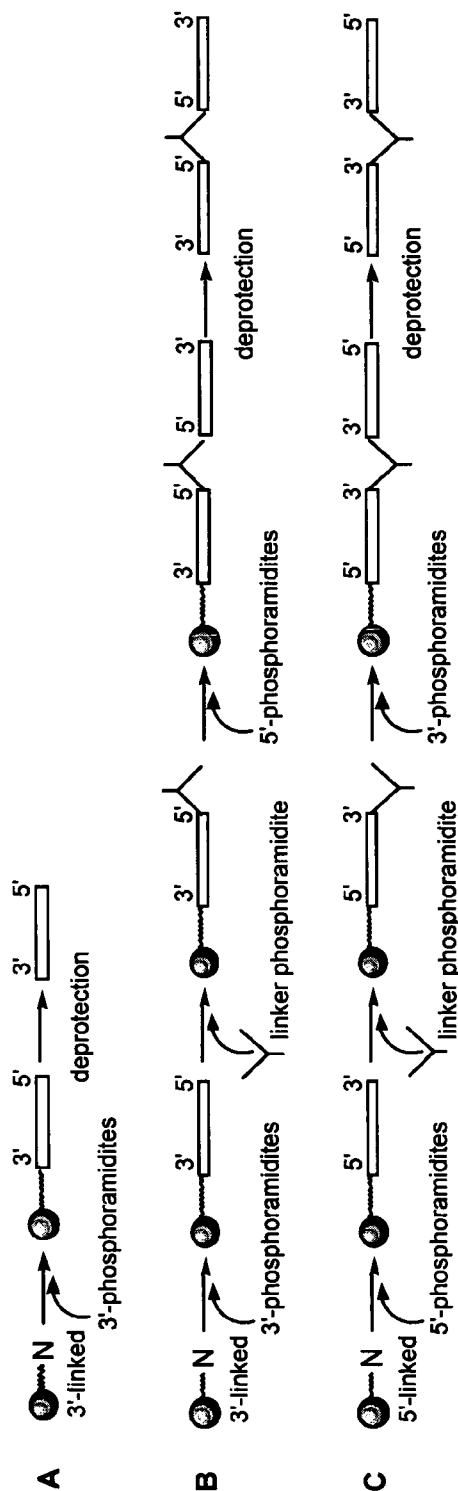 A
N
3'-linked
3'-phosphoramidites
3' 5'
deprotection
3' 5'
B
N
3'-linked
3'-phosphoramidites
3' 5'
linker phosphoramidite
3' 5'
5'-phosphoramidites
3' 5' 5' 3'
deprotection
3' 5' 3'
C
N
5'-linked
5'-phosphoramidites
5' 3'
linker phosphoramidite
5' 3'
3'-phosphoramidites
5' 3' 3' 5'
deprotection
5' 3' 3' 5'